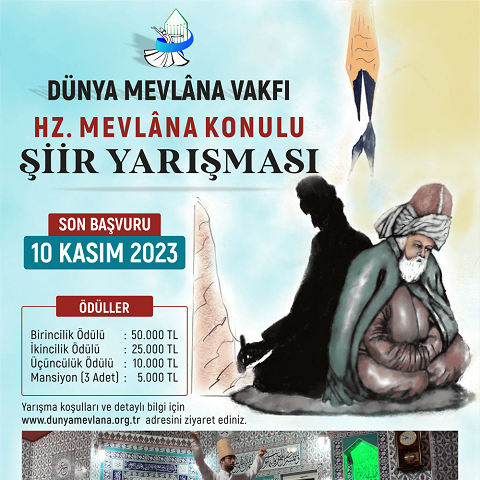 DÜNYA MEVLÂNA VAKFI
HZ. MEVLÂNA KONULU
ŞİİR YARIŞMASI
SON BAŞVURU
10 KASIM 2023
ÖDÜLLER
Birincilik Ödülü : 50.000 TL
İkincilik Ödülü : 25.000 TL
Üçüncülük Ödülü : 10.000 TL
Mansiyon (3 Adet) : 5.000 TL
Yarışma koşulları ve detaylı bilgi için
www.dunyamevlana.org.tr adresini ziyaret ediniz.